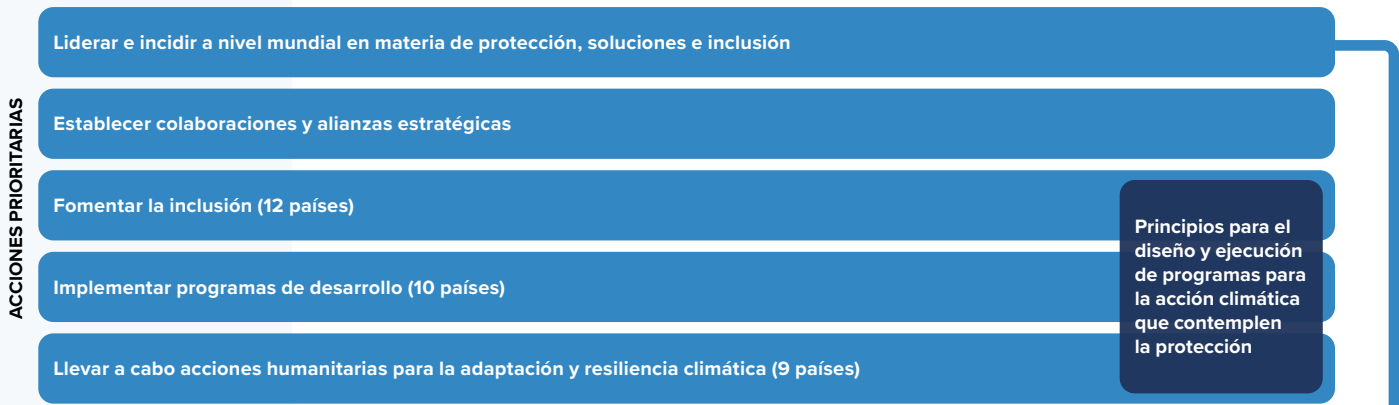 ACCIONES PRIORITARIAS
Liderar e incidir a nivel mundial en materia de protección, soluciones e inclusión
Establecer colaboraciones y alianzas estratégicas
Fomentar la inclusión (12 países)
Implementar programas de desarrollo (10 países)
Llevar a cabo acciones humanitarias para la adaptación y resiliencia climática (9 países)
Principios para el
diseño y ejecución
de programas para
la acción climática
que contemplen
la protección